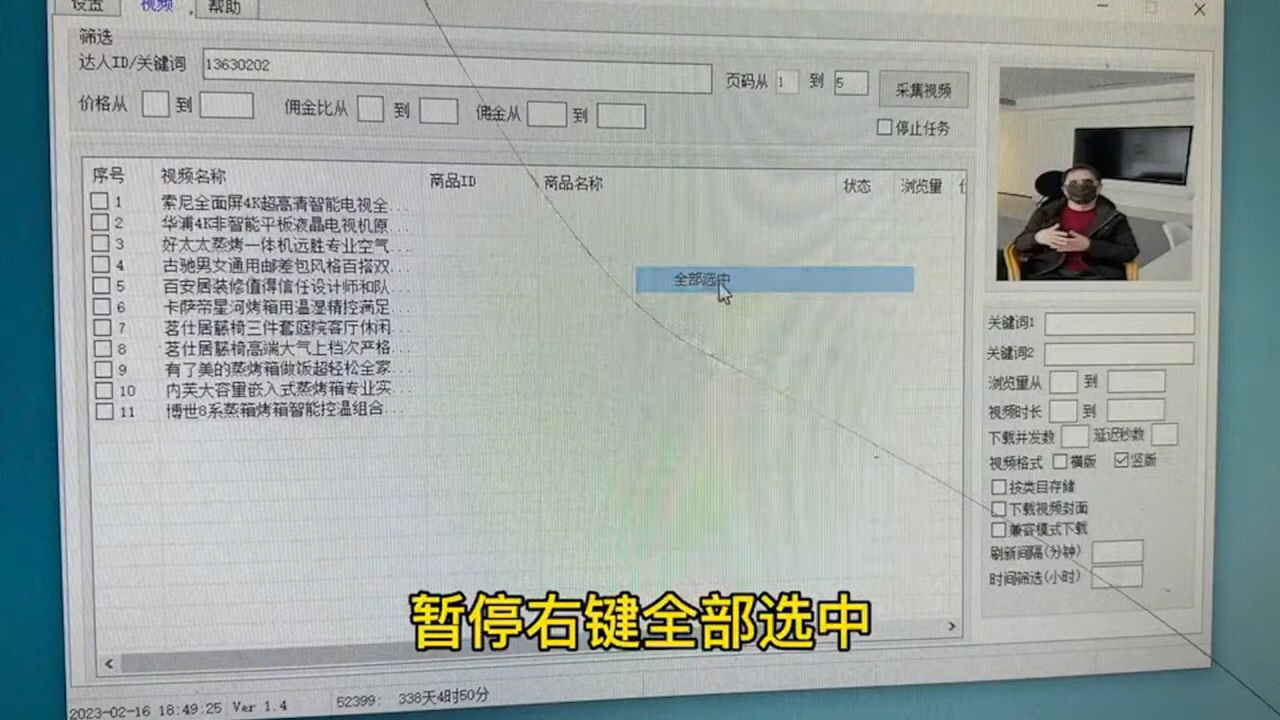 设置 视频 帮助
筛选
达人ID/关键词 13630202 页码从 1 到 5 采集视频
价格从 到 佣金比从 到 佣金从 到
停止任务
序号 视频名称 商品ID 商品名称 状态 浏览量
1 索尼全面屏4K超高清智能电视全...
2 华浦4K非智能平板液晶电视机原...
3 好太太蒸烤一体机远胜专业空气...
4 古驰男女通用邮差包风格百搭双...
5 百安居装修值得信任设计师和队...
6 卡萨帝星河烤箱用温湿精控满足...
7 茗仕居藤椅三件套庭院客厅休闲...
8 茗仕居藤椅高端大气上档次严格...
9 有了美的蒸烤箱做饭超轻松全家...
10 内芙大容量嵌入式蒸烤箱专业实...
11 博世8系蒸箱烤箱智能控温组合...
全部选中
关键词1
关键词2
浏览量从 到
视频时长 到
下载并发数 延迟秒数
视频格式 横版 竖版
按类目存储
下载视频封面
兼容模式下载
刷新间隔(分钟)
时间筛选(小时)
暂停右键全部选中
2023-02-16 18:49:25 Ver 1.4 52399: 338天4时50分